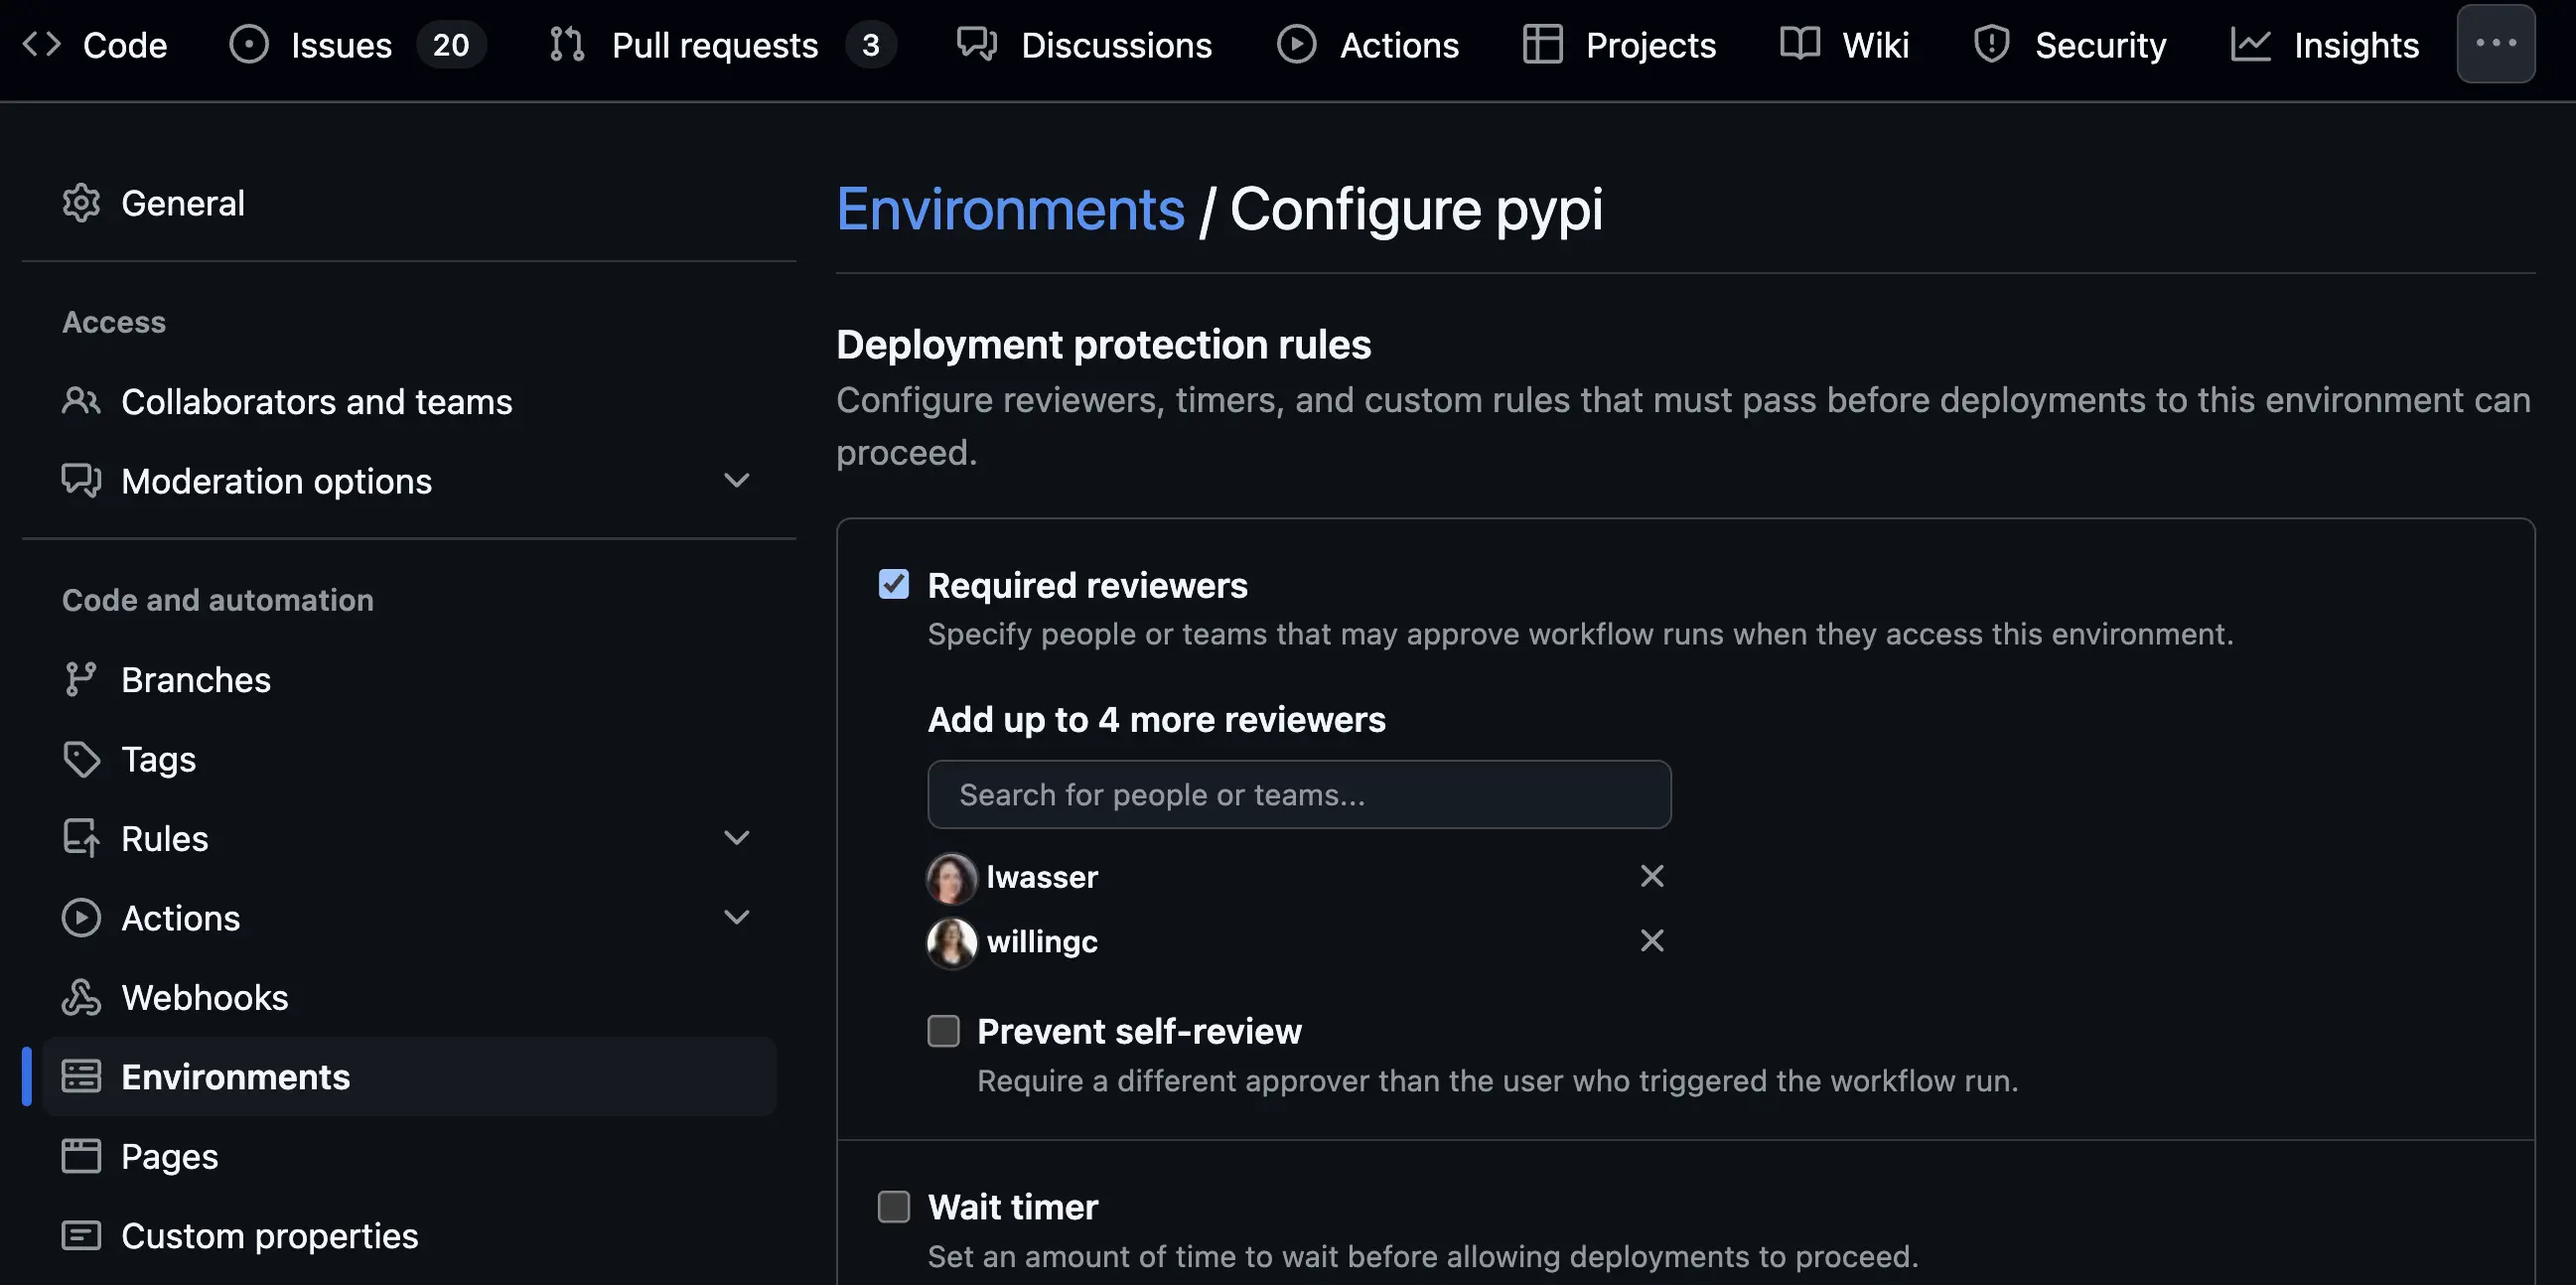 Code Issues 20 Pull requests 3 Discussions Actions Projects Wiki Security Insights
General
Access
Collaborators and teams
Moderation options
Code and automation
Branches
Tags
Rules
Actions
Webhooks
Environments
Pages
Custom properties
Environments / Configure pypi
Deployment protection rules
Configure reviewers, timers, and custom rules that must pass before deployments to this environment can
proceed.
Required reviewers
Specify people or teams that may approve workflow runs when they access this environment.
Add up to 4 more reviewers
Search for people or teams...
lwasser
willingc
Prevent self-review
Require a different approver than the user who triggered the workflow run.
Wait timer
Set an amount of time to wait before allowing deployments to proceed.